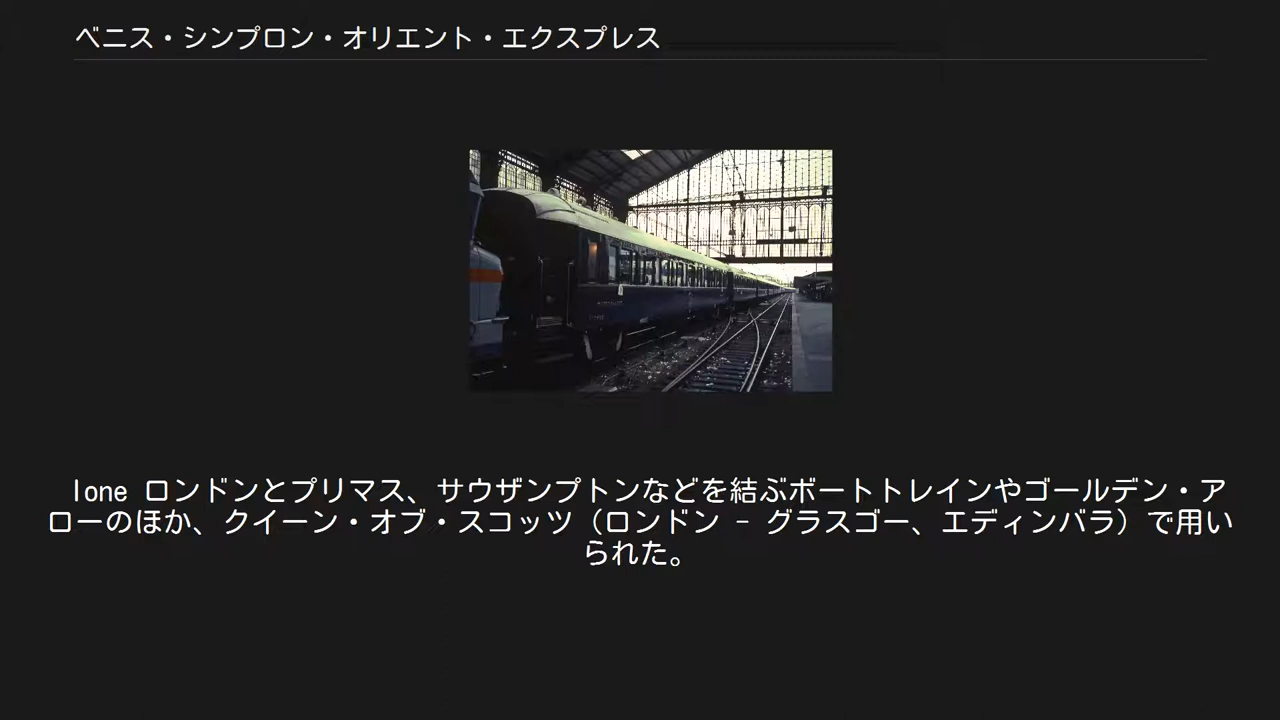 ベニス・シンプロン・オリエント・エクスプレス
Ione ロンドンとプリマス、サウザンプトンなどを結ぶボートトレインやゴールデン・ア
ローのほか、クイーン・オブ・スコッツ（ロンドン - グラスゴー、エディンバラ）で用い
られた。